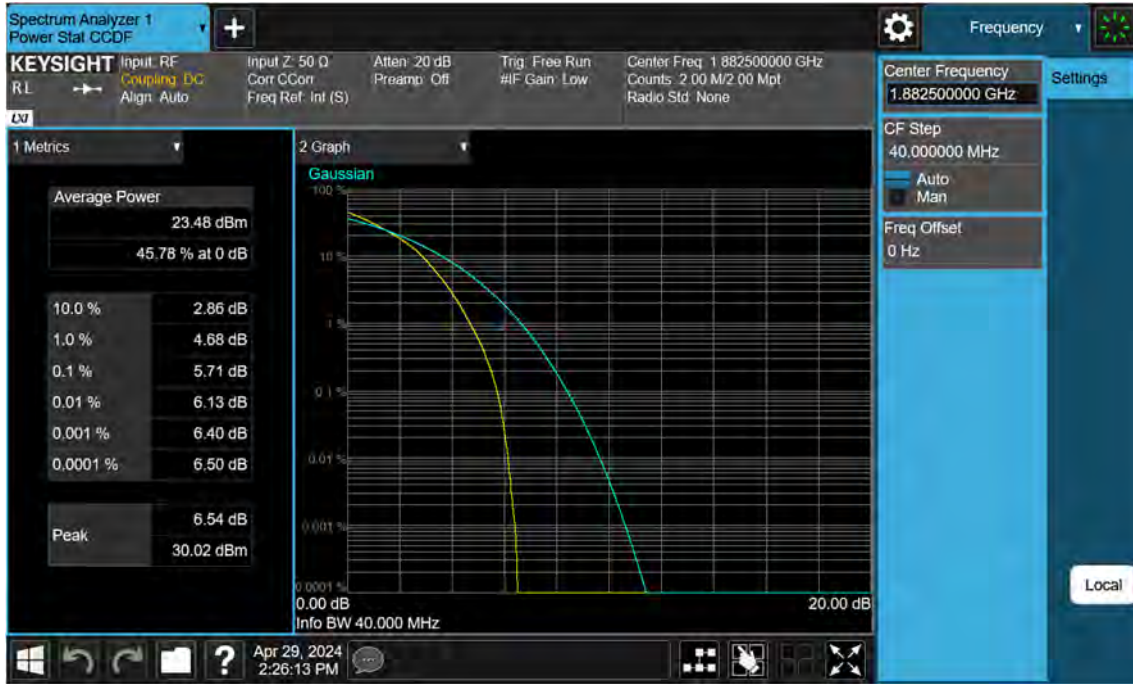 Spectrum Analyzer 1
Power Stat CCDF
+
Frequency
KEYSIGHT
RL
LXI
Input: RF
Coupling: DC
Align: Auto
Input Z: 50 Ω
Corr CCorr
Freq Ref: Int (S)
Atten: 20 dB
Preamp: Off
Trig: Free Run
#IF Gain: Low
Center Freq: 1.882500000 GHz
Counts: 2.00 M/2.00 Mpt
Radio Std: None
Center Frequency
1.882500000 GHz
Settings
CF Step
40.000000 MHz
Auto
Man
Freq Offset
0 Hz
1 Metrics
Average Power
23.48 dBm
45.78 % at 0 dB
10.0 % 2.86 dB
1.0 % 4.68 dB
0.1 % 5.71 dB
0.01 % 6.13 dB
0.001 % 6.40 dB
0.0001 % 6.50 dB
Peak
6.54 dB
30.02 dBm
2 Graph
Gaussian
100 %
10 %
1 %
0.1 %
0.01 %
0.001 %
0.0001 %
0.00 dB
20.00 dB
Info BW 40.000 MHz
Local
?
Apr 29, 2024
2:26:13 PM